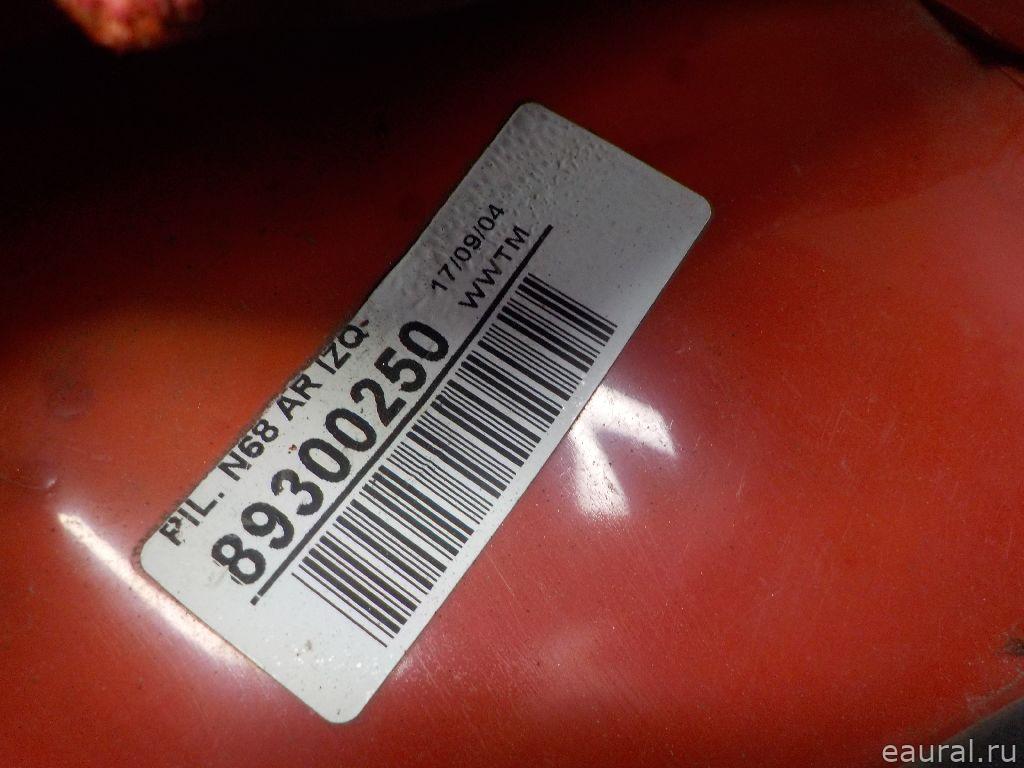 PIL. N68 AR IZQ-
89300250
17/09/04
WWTM
eaural.ru